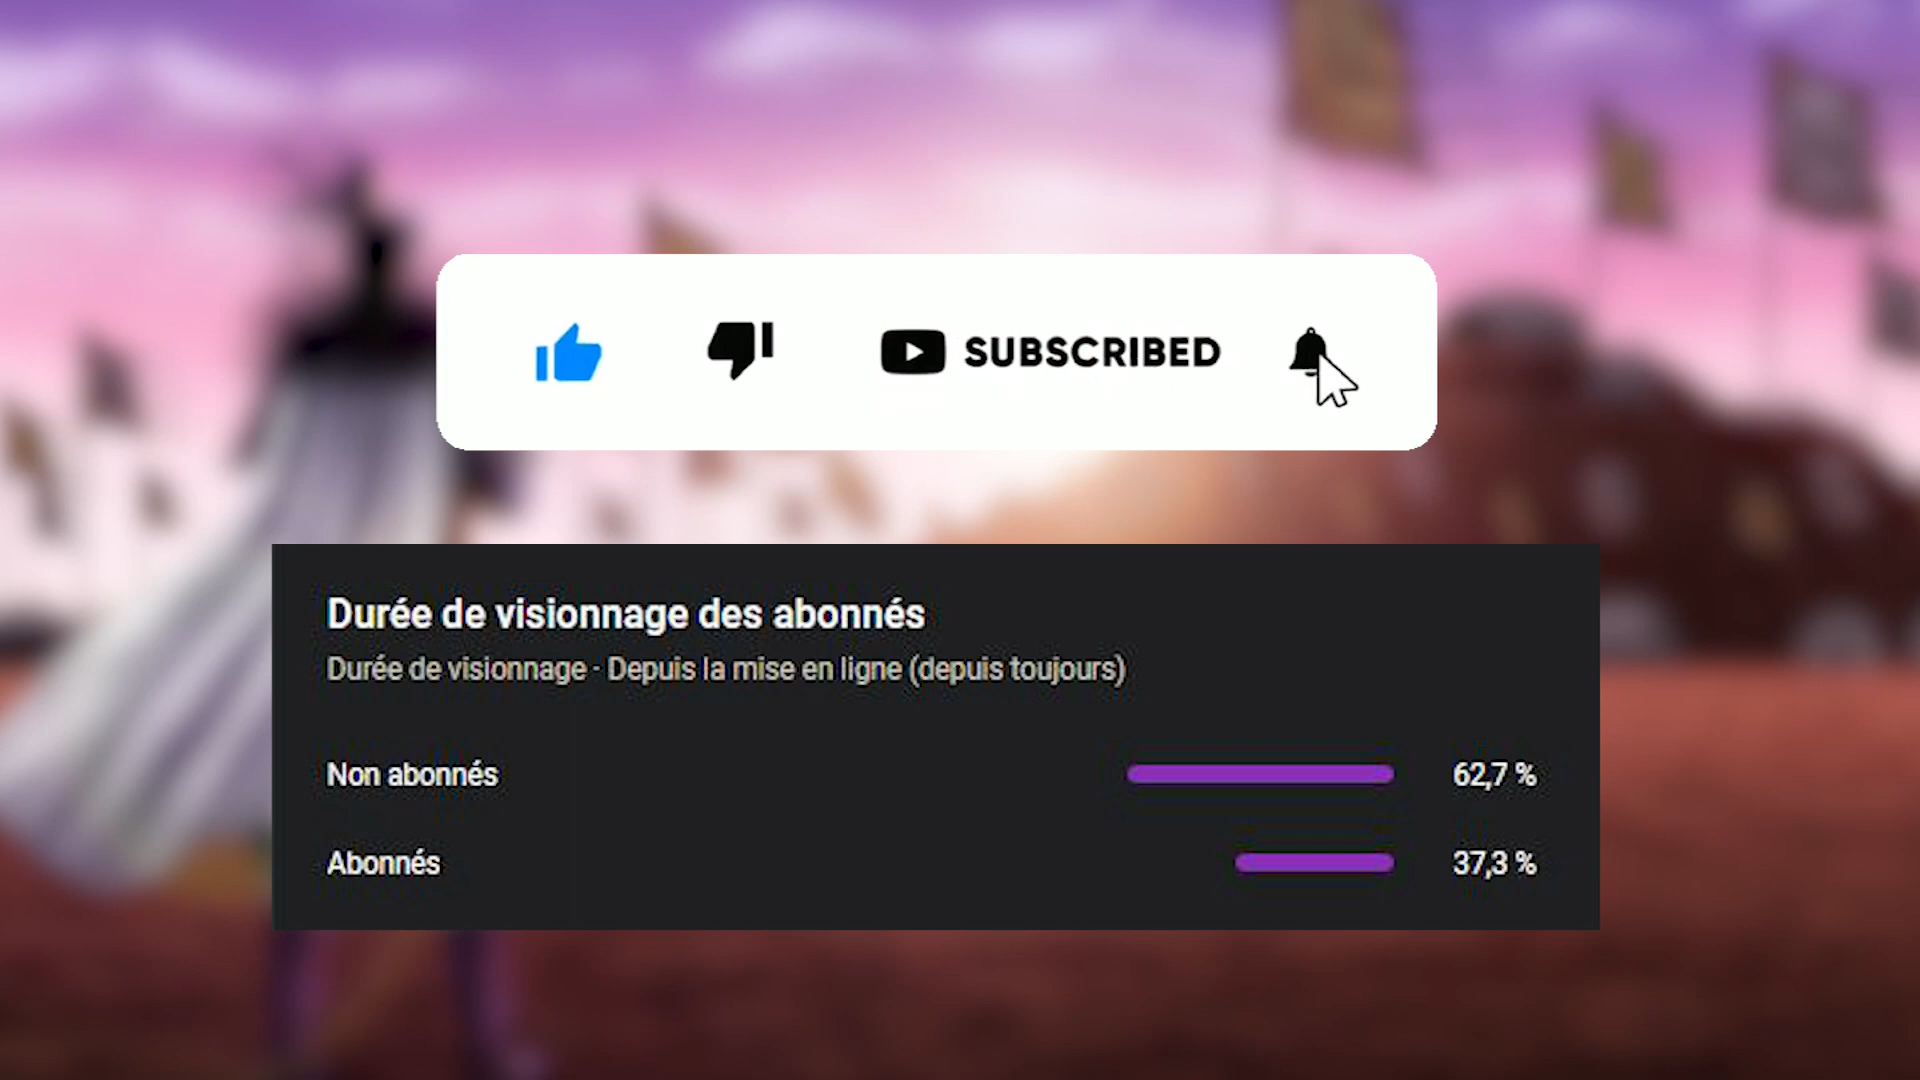 SUBSCRIBED
Durée de visionnage des abonnés
Durée de visionnage · Depuis la mise en ligne (depuis toujours)
Non abonnés 62,7 %
Abonnés 37,3 %